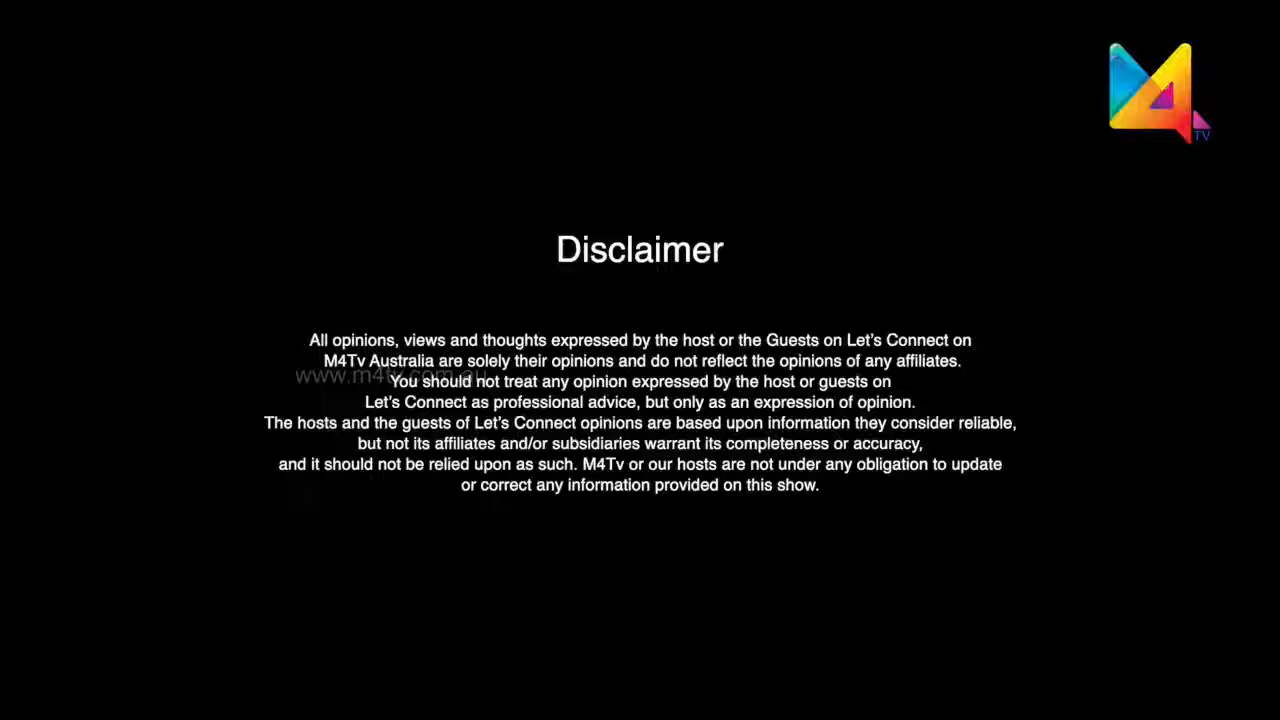 TV
Disclaimer
All opinions, views and thoughts expressed by the host or the Guests on Let's Connect on
M4Tv Australia are solely their opinions and do not reflect the opinions of any affiliates.
www.m4tv.com.au
You should not treat any opinion expressed by the host or guests on
Let's Connect as professional advice, but only as an expression of opinion.
The hosts and the guests of Let's Connect opinions are based upon information they consider reliable,
but not its affiliates and/or subsidiaries warrant its completeness or accuracy,
and it should not be relied upon as such. M4Tv or our hosts are not under any obligation to update
or correct any information provided on this show.